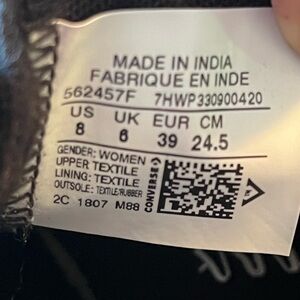 MADE IN INDIA
FABRIQUE EN INDE
562457F 7HWP330900420
US UK EUR CM
8 6 39 24.5
GENDER: WOMEN
UPPER TEXTILE
LINING: TEXTILE
OUTSOLE: TEXTILE/RUBBER
2C 1807 M88
CONVERSE